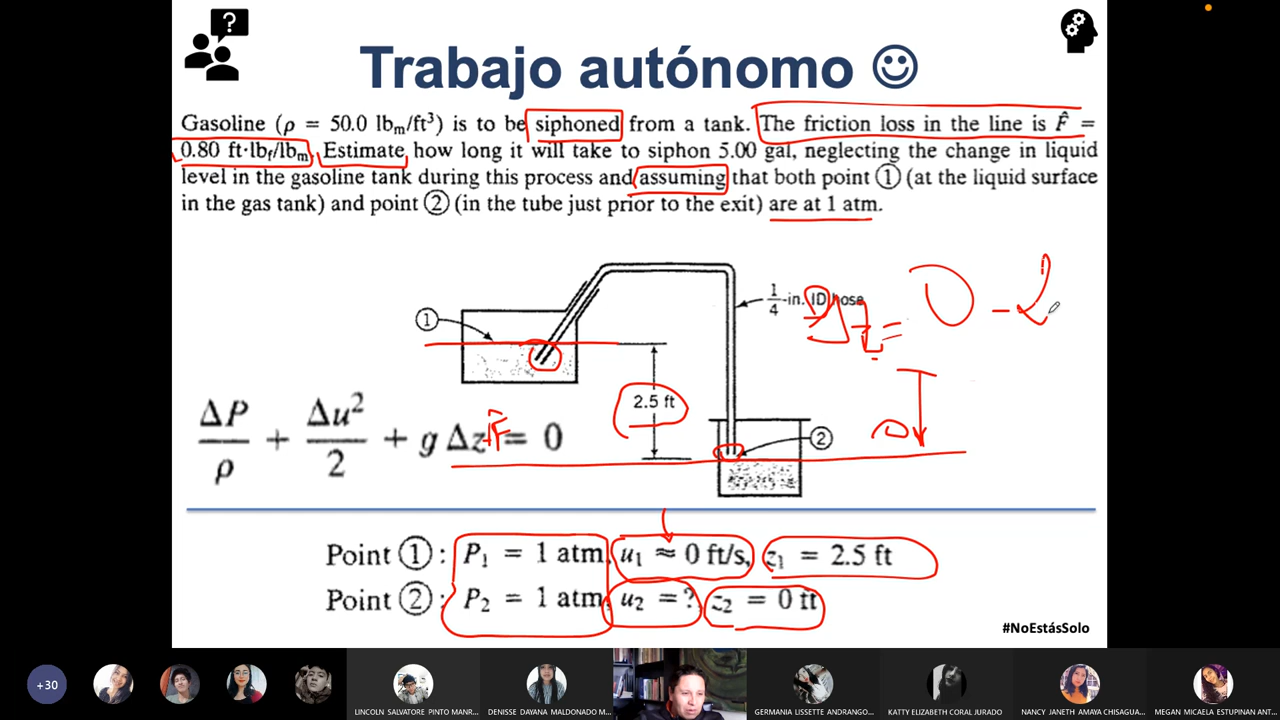 ?
Trabajo autónomo
Gasoline (ρ = 50.0 lbm/ft³) is to be siphoned from a tank. The friction loss in the line is F̂ =
0.80 ft·lbf/lbm. Estimate how long it will take to siphon 5.00 gal, neglecting the change in liquid
level in the gasoline tank during this process and assuming that both point ① (at the liquid surface
in the gas tank) and point ② (in the tube just prior to the exit) are at 1 atm.
①
1/4-in. ID hose
= 0 - 2
2.5 ft
0
②
ΔP/ρ + Δu²/2 + g Δz + F̂ = 0
Point ①: P₁ = 1 atm, u₁ ≈ 0 ft/s, z₁ = 2.5 ft
Point ②: P₂ = 1 atm, u₂ = ?, z₂ = 0 ft
#NoEstásSolo
+30
LINCOLN SALVATORE PINTO MANR...
DENISSE DAYANA MALDONADO M...
GERMANIA LISSETTE ANDRANGO...
KATTY ELIZABETH CORAL JURADO
NANCY JANETH AMAYA CHISAGUA...
MEGAN MICAELA ESTUPINAN ANT...